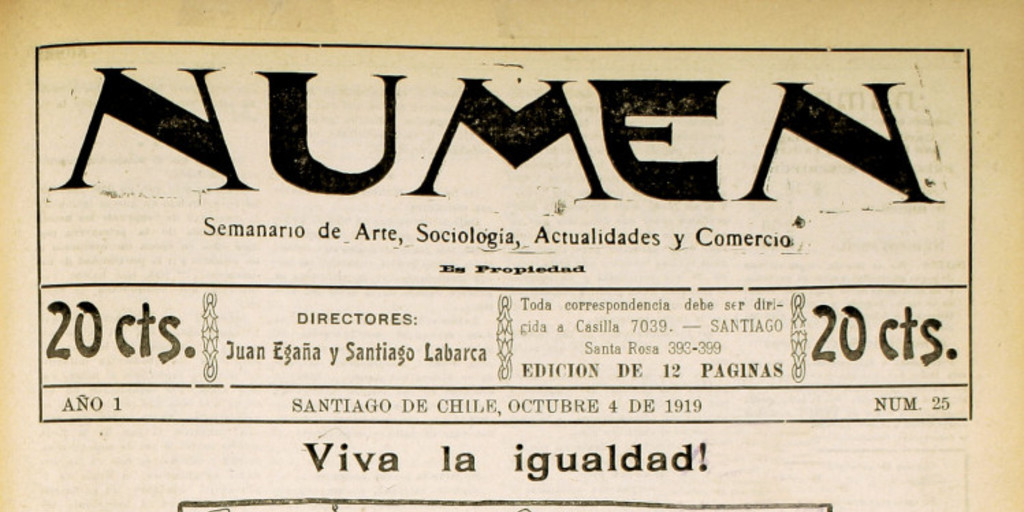 NUMEN
Semanario de Arte, Sociología, Actualidades y Comercio
Es Propiedad
20 cts.
DIRECTORES:
Juan Egaña y Santiago Labarca
Toda correspondencia debe ser diri-
gida a Casilla 7039. — SANTIAGO
Santa Rosa 393-399
EDICION DE 12 PAGINAS
20 cts.
AÑO 1 SANTIAGO DE CHILE, OCTUBRE 4 DE 1919 NUM. 25
Viva la igualdad!